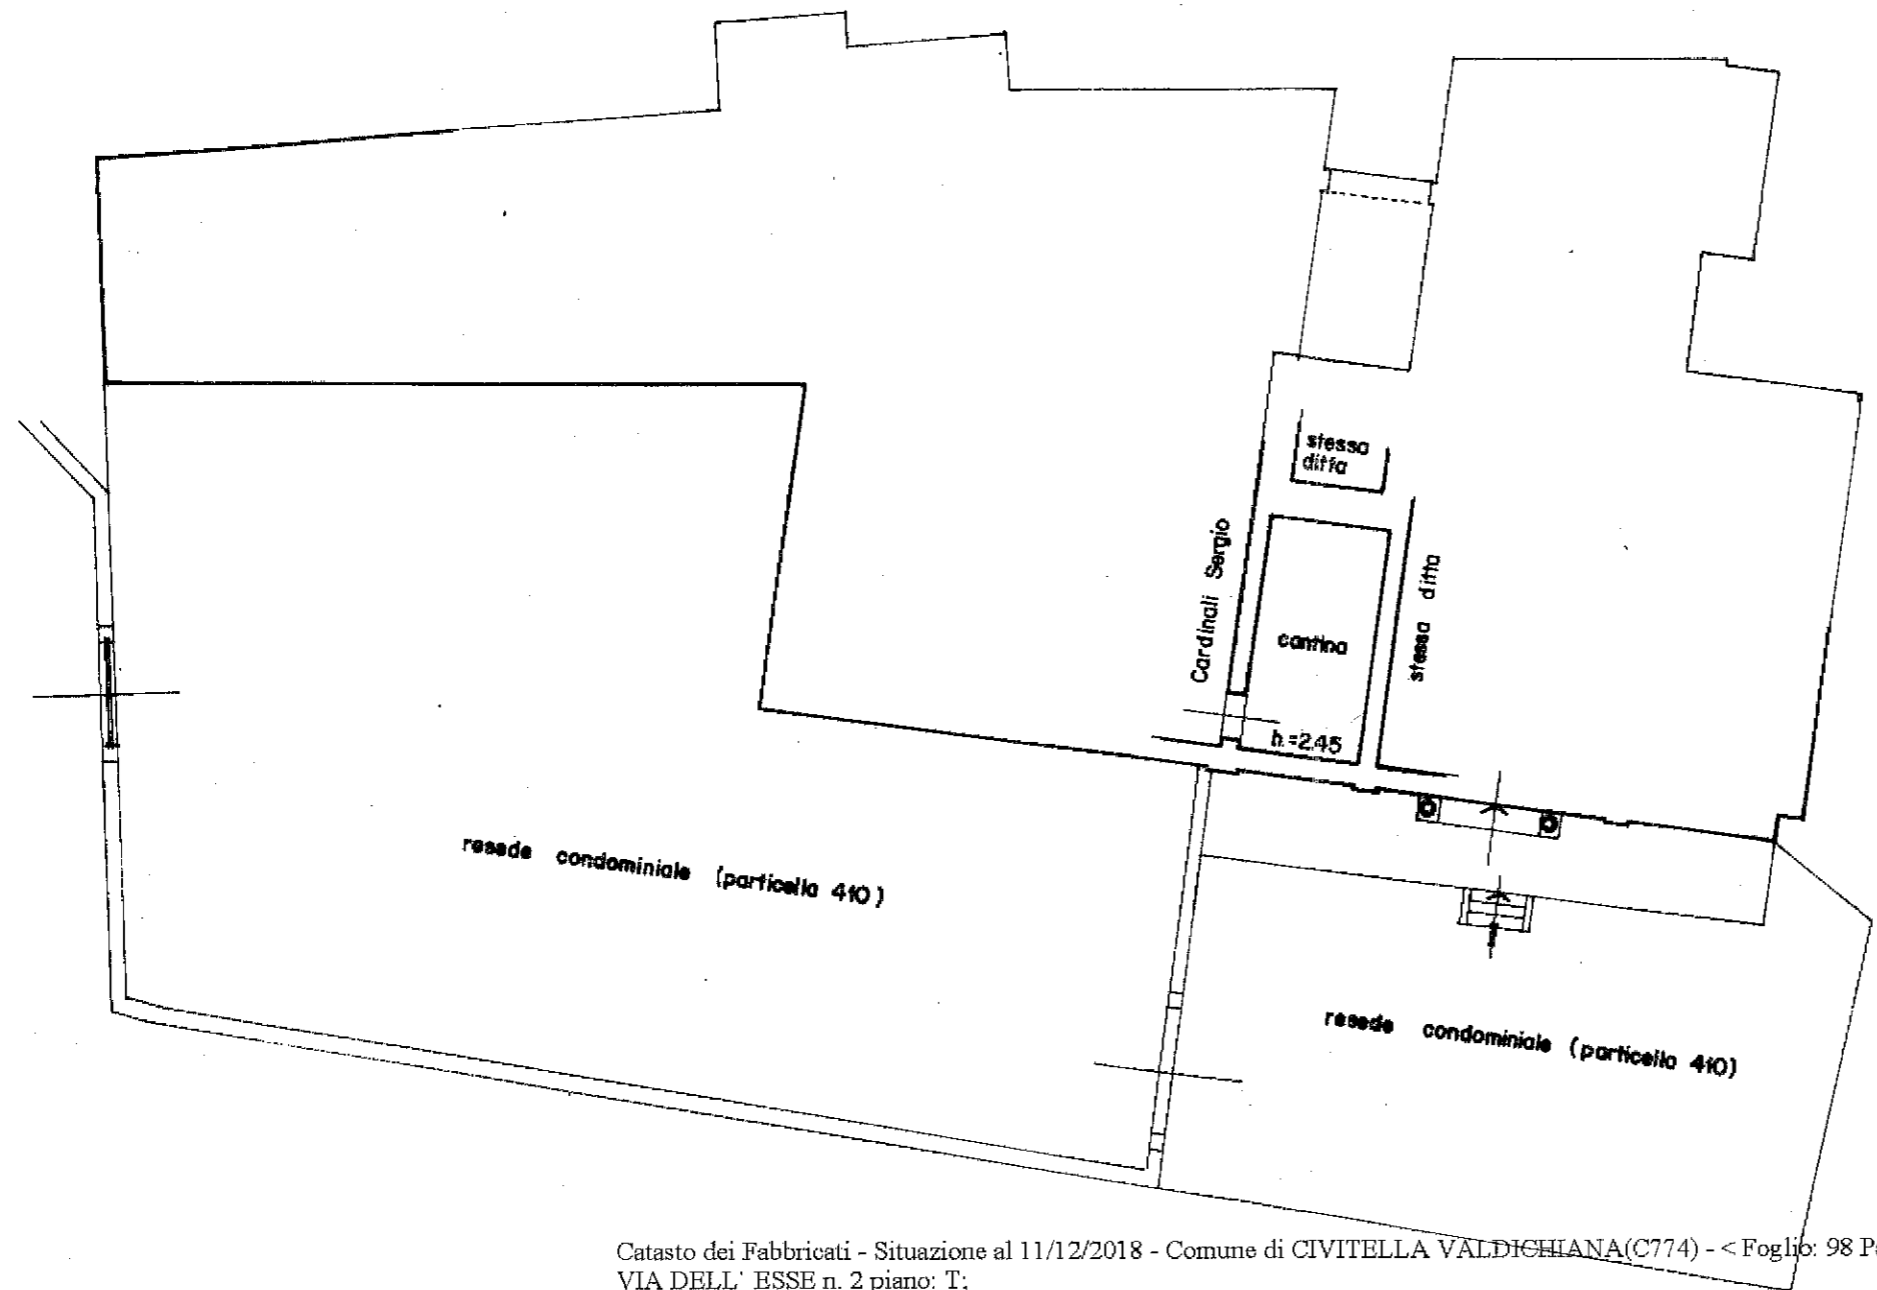 stessa
ditta
Cardinali Sergio
cantina
stessa ditta
h.=2.45
resede condominiale (particella 410)
resede condominiale (particella 410)
Catasto dei Fabbricati - Situazione al 11/12/2018 - Comune di CIVITELLA VALDICHIANA(C774) - < Foglio: 98
VIA DELL' ESSE n. 2 piano: T;